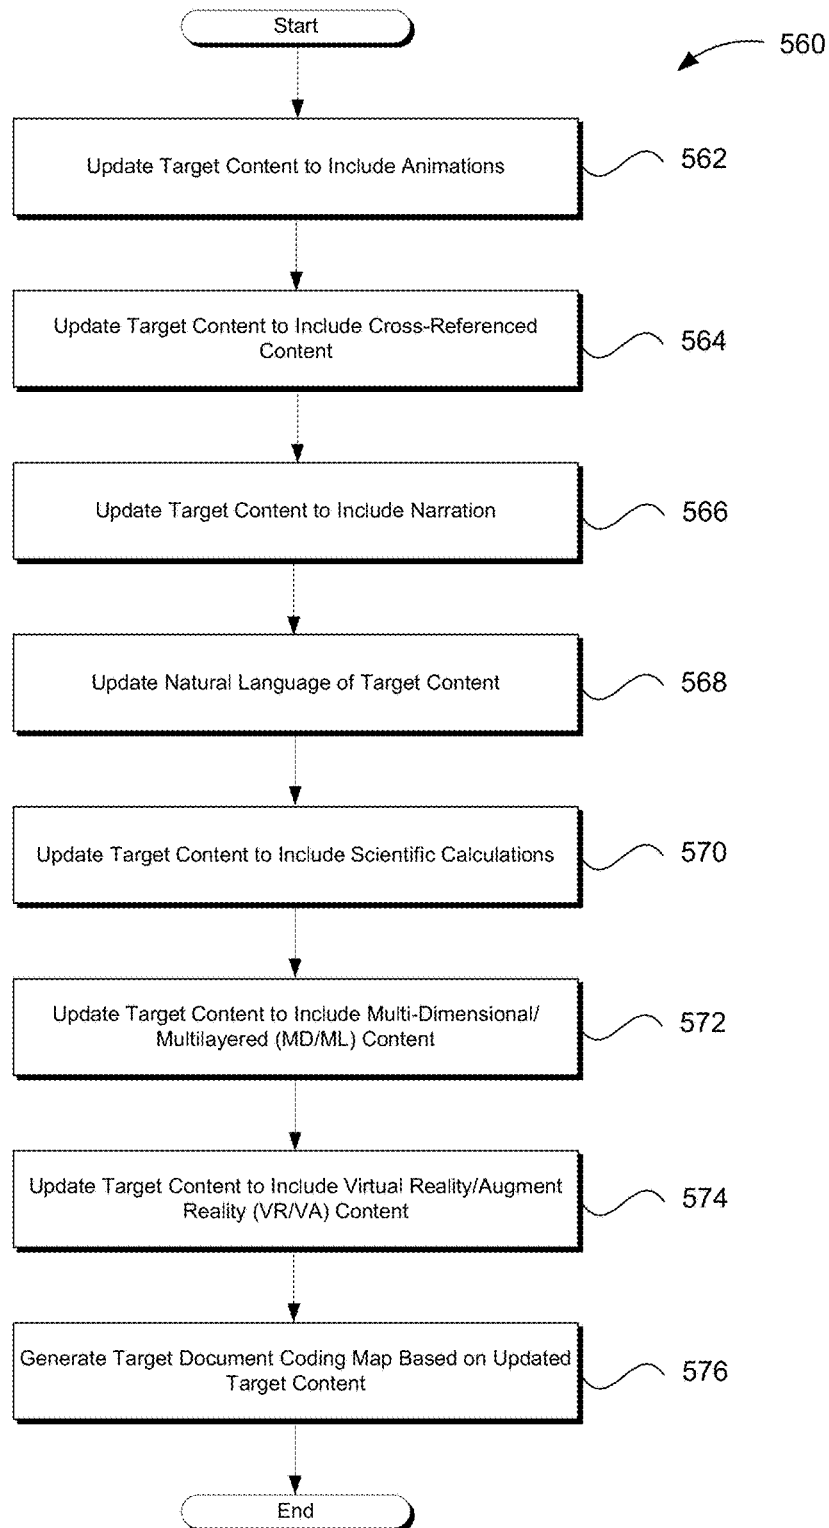 Start
560
Update Target Content to Include Animations
562
Update Target Content to Include Cross-Referenced
Content
564
Update Target Content to Include Narration
566
Update Natural Language of Target Content
568
Update Target Content to Include Scientific Calculations
570
Update Target Content to Include Multi-Dimensional/
Multilayered (MD/ML) Content
572
Update Target Content to Include Virtual Reality/Augment
Reality (VR/VA) Content
574
Generate Target Document Coding Map Based on Updated
Target Content
576
End